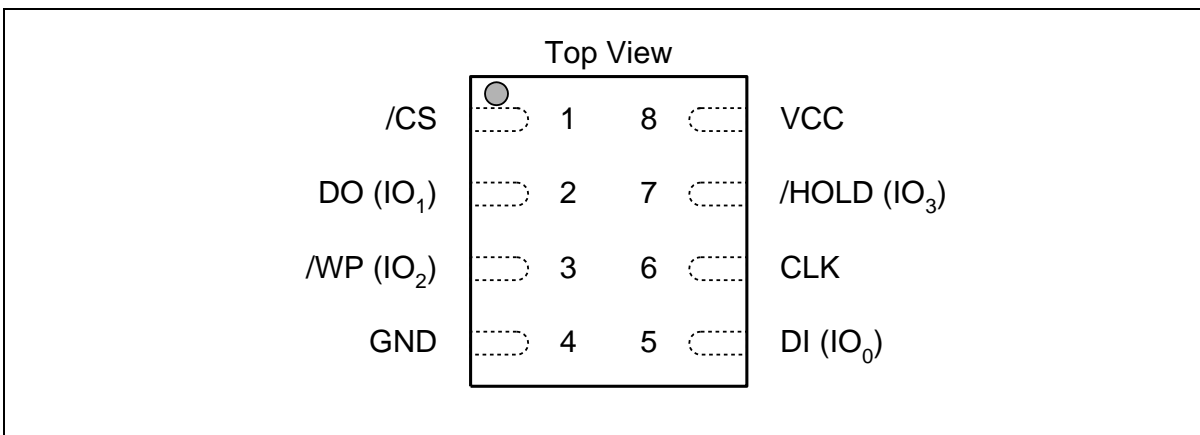 Top View
/CS 1 8 VCC
DO (IO₁) 2 7 /HOLD (IO₃)
/WP (IO₂) 3 6 CLK
GND 4 5 DI (IO₀)